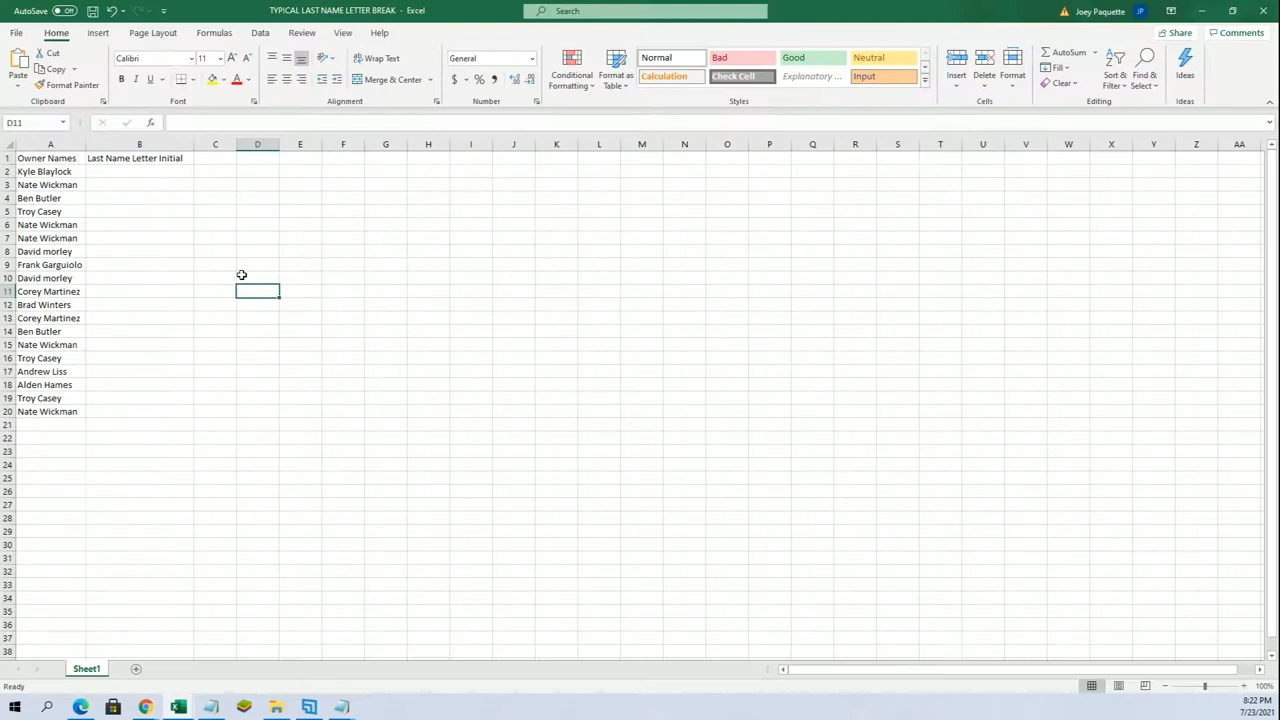 AutoSave Off TYPICAL LAST NAME LETTER BREAK - Excel Search Joey Paquette JP
File Home Insert Page Layout Formulas Data Review View Help Share Comments
Paste Cut Copy Format Painter
Calibri 11 A A B I U A
Wrap Text Merge & Center
General $ % ,
Conditional Formatting Format as Table
Normal Bad Good Neutral
Calculation Check Cell Explanatory ... Input
Insert Delete Format
AutoSum Fill Clear Sort & Filter Find & Select Ideas
Clipboard Font Alignment Number Styles Cells Editing Ideas
D11 fx
A B C D E F G H I J K L M N O P Q R S T U V W X Y Z AA
1 Owner Names Last Name Letter Initial
2 Kyle Blaylock
3 Nate Wickman
4 Ben Butler
5 Troy Casey
6 Nate Wickman
7 Nate Wickman
8 David morley
9 Frank Garguiolo
10 David morley
11 Corey Martinez
12 Brad Winters
13 Corey Martinez
14 Ben Butler
15 Nate Wickman
16 Troy Casey
17 Andrew Liss
18 Alden Hames
19 Troy Casey
20 Nate Wickman
21
22
23
24
25
26
27
28
29
30
31
32
33
34
35
36
37
38
Sheet1
Ready 100%
8:22 PM
7/23/2021